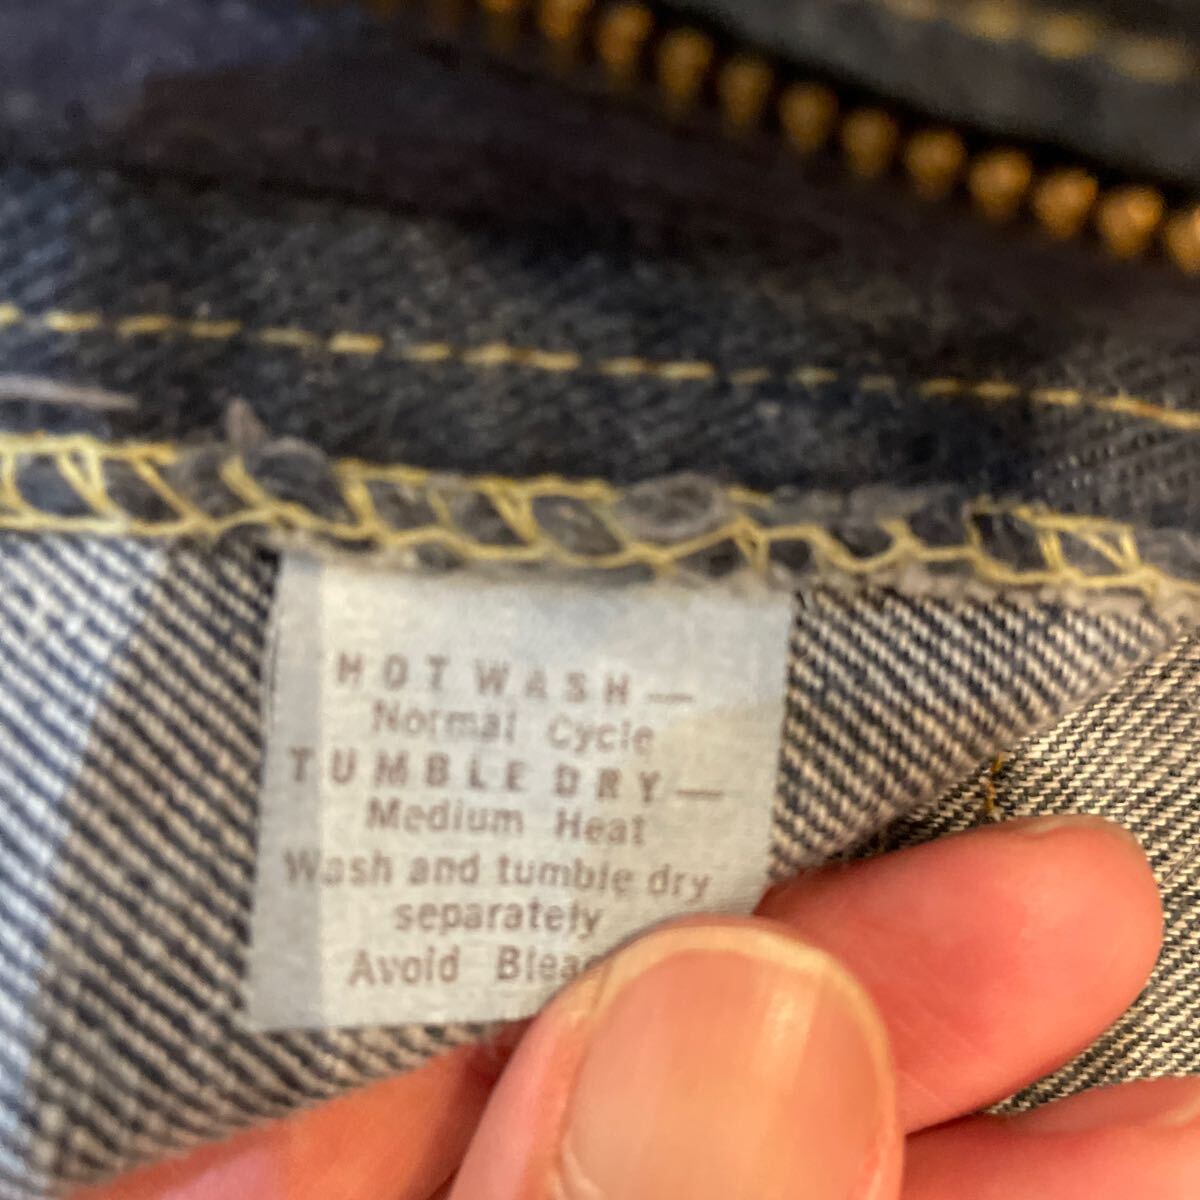 HOT WASH—
Normal Cycle
TUMBLE DRY—
Medium Heat
Wash and tumble dry
separately
Avoid